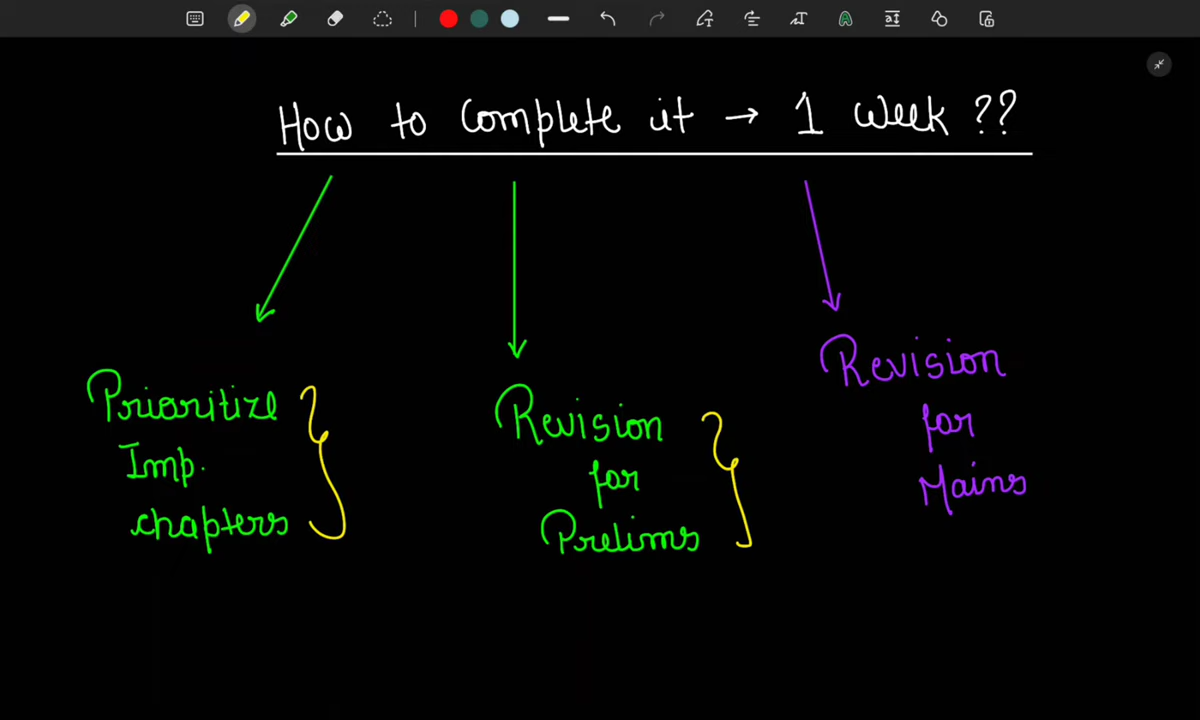 How to Complete it → 1 Week ??
Prioritize
Imp.
chapters
Revision
for
Prelims
Revision
for
Mains